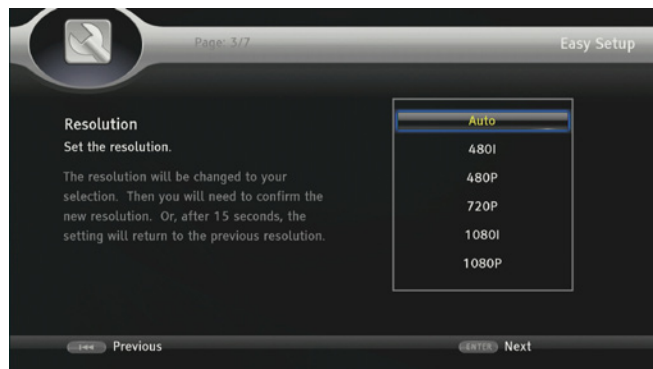 Page: 3/7
Easy Setup
Resolution
Set the resolution.
The resolution will be changed to your
selection. Then you will need to confirm the
new resolution. Or, after 15 seconds, the
setting will return to the previous resolution.
Auto
480I
480P
720P
1080I
1080P
Previous
ENTER Next